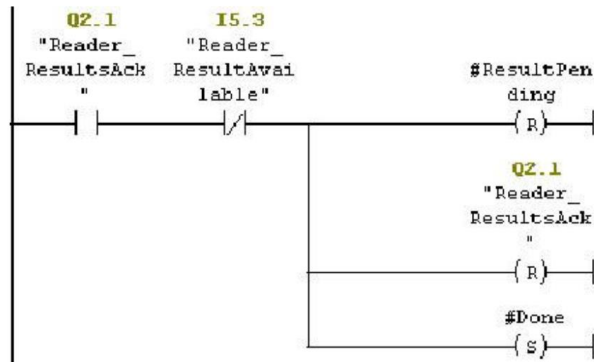 Q2.1 I5.3
"Reader_ "Reader_
ResultsAck ResultAvai #ResultPen
" lable" ding
R
Q2.1
"Reader_
ResultsAck
"
R
#Done
S